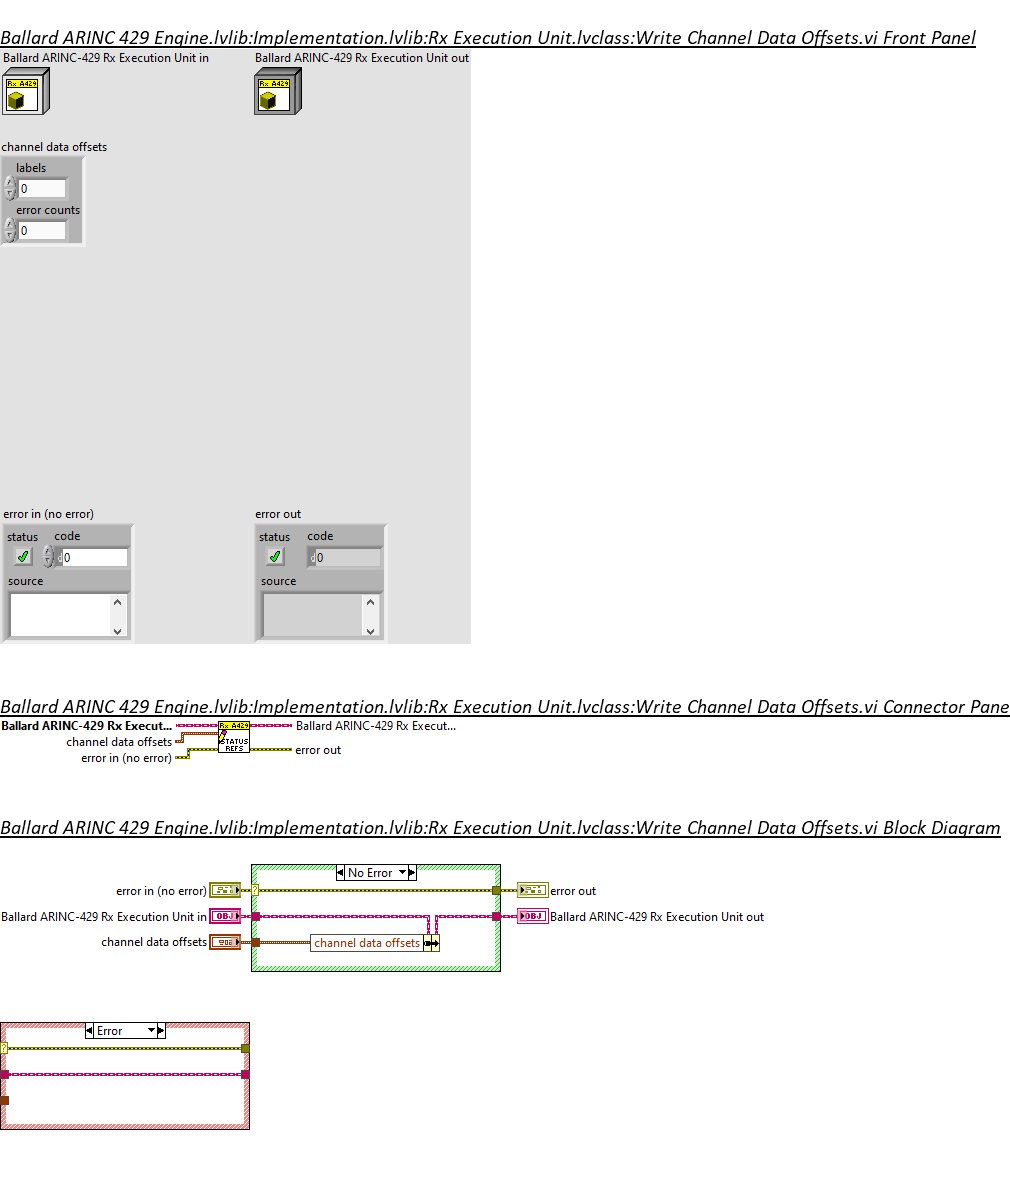 Ballard ARINC 429 Engine.lvlib:Implementation.lvlib:Rx Execution Unit.lvclass:Write Channel Data Offsets.vi Front Panel
Ballard ARINC-429 Rx Execution Unit in
Ballard ARINC-429 Rx Execution Unit out
Rx A429
Rx A429
channel data offsets
labels
0
error counts
0
error in (no error)
error out
status
code
status
code
0
d
0
source
source
Ballard ARINC 429 Engine.lvlib:Implementation.lvlib:Rx Execution Unit.lvclass:Write Channel Data Offsets.vi Connector Pane
Ballard ARINC-429 Rx Execut...
Rx A429
Ballard ARINC-429 Rx Execut...
channel data offsets
STATUS
REFS
error out
error in (no error)
Ballard ARINC 429 Engine.lvlib:Implementation.lvlib:Rx Execution Unit.lvclass:Write Channel Data Offsets.vi Block Diagram
No Error
error in (no error)
?
error out
Ballard ARINC-429 Rx Execution Unit in
OBJ
OBJ
Ballard ARINC-429 Rx Execution Unit out
channel data offsets
channel data offsets
Error
?